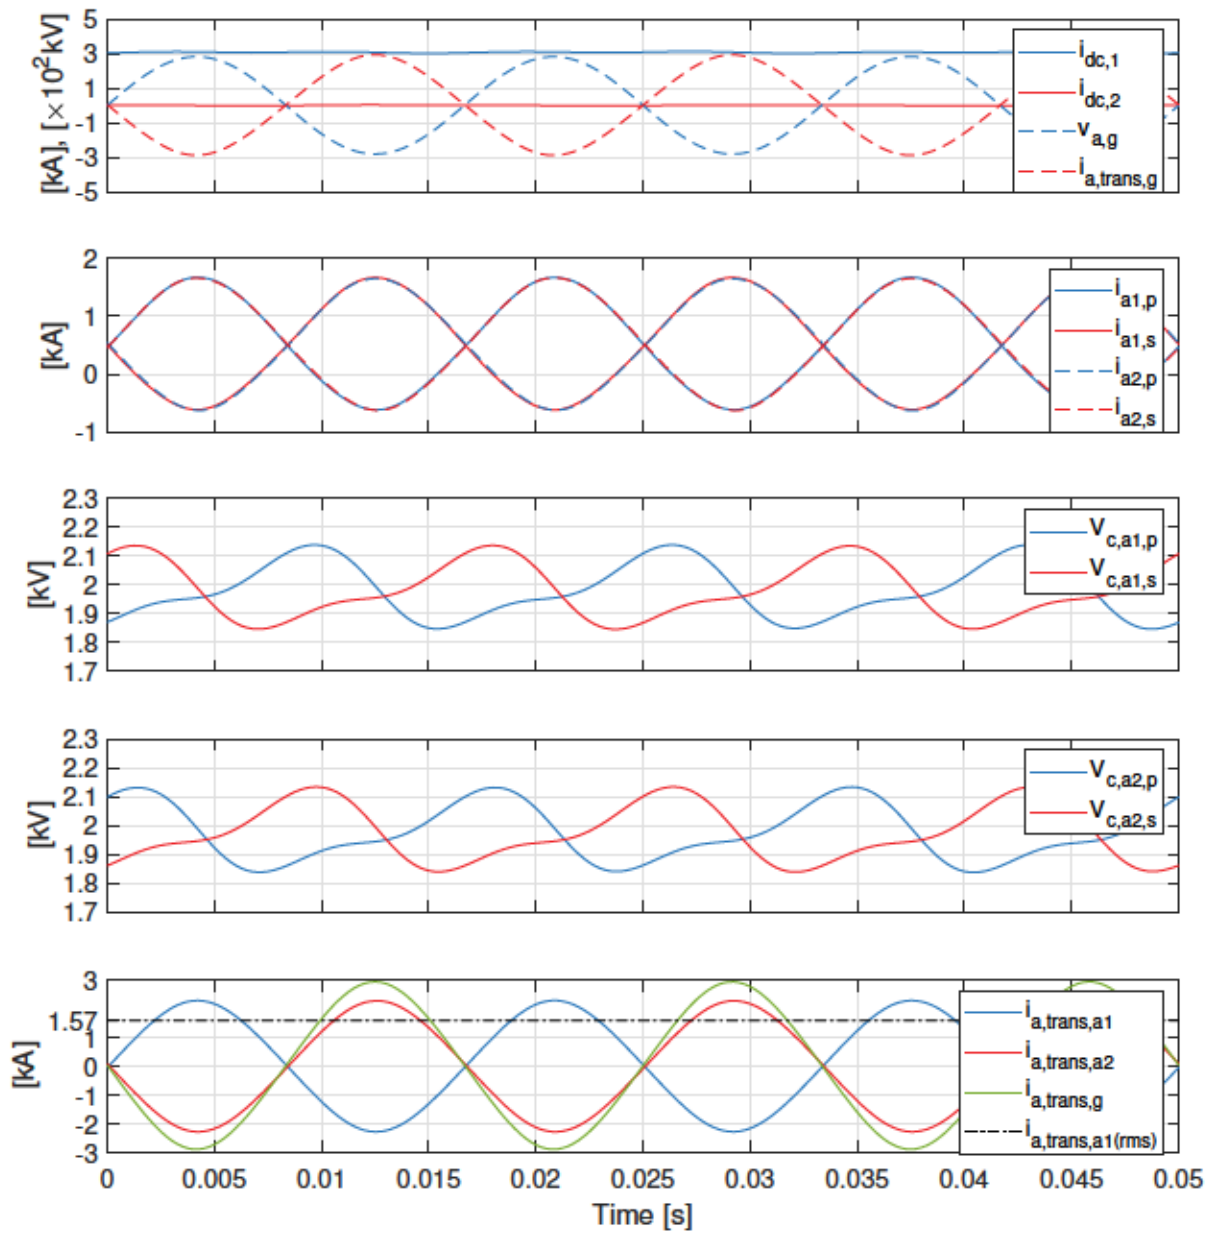 [kA], [×10²kV]
5
3
1
-1
-3
-5
i_dc,1
i_dc,2
v_a,g
i_a,trans,g
[kA]
2
1
0
-1
i_a1,p
i_a1,s
i_a2,p
i_a2,s
[kV]
2.3
2.2
2.1
2
1.9
1.8
1.7
V_c,a1,p
V_c,a1,s
[kV]
2.3
2.2
2.1
2
1.9
1.8
1.7
V_c,a2,p
V_c,a2,s
[kA]
3
1.57
1
0
-1
-2
-3
i_a,trans,a1
i_a,trans,a2
i_a,trans,g
i_a,trans,a1(rms)
0 0.005 0.01 0.015 0.02 0.025 0.03 0.035 0.04 0.045 0.05
Time [s]